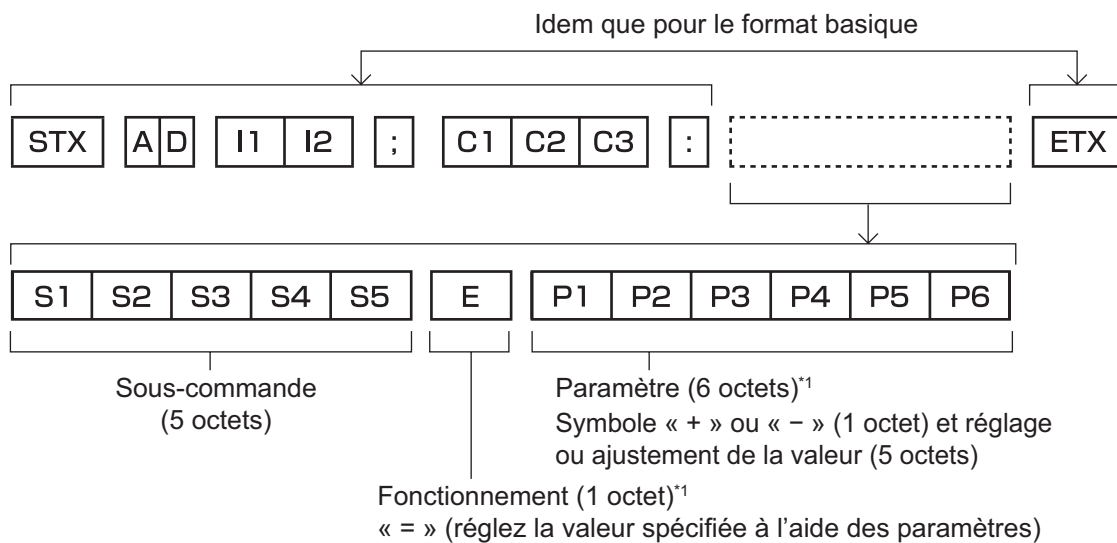 Idem que pour le format basique
STX A D I1 I2 ; C1 C2 C3 : ETX
S1 S2 S3 S4 S5 E P1 P2 P3 P4 P5 P6
Sous-commande
(5 octets)
Paramètre (6 octets)*1
Symbole « + » ou « − » (1 octet) et réglage
ou ajustement de la valeur (5 octets)
Fonctionnement (1 octet)*1
« = » (réglez la valeur spécifiée à l’aide des paramètres)